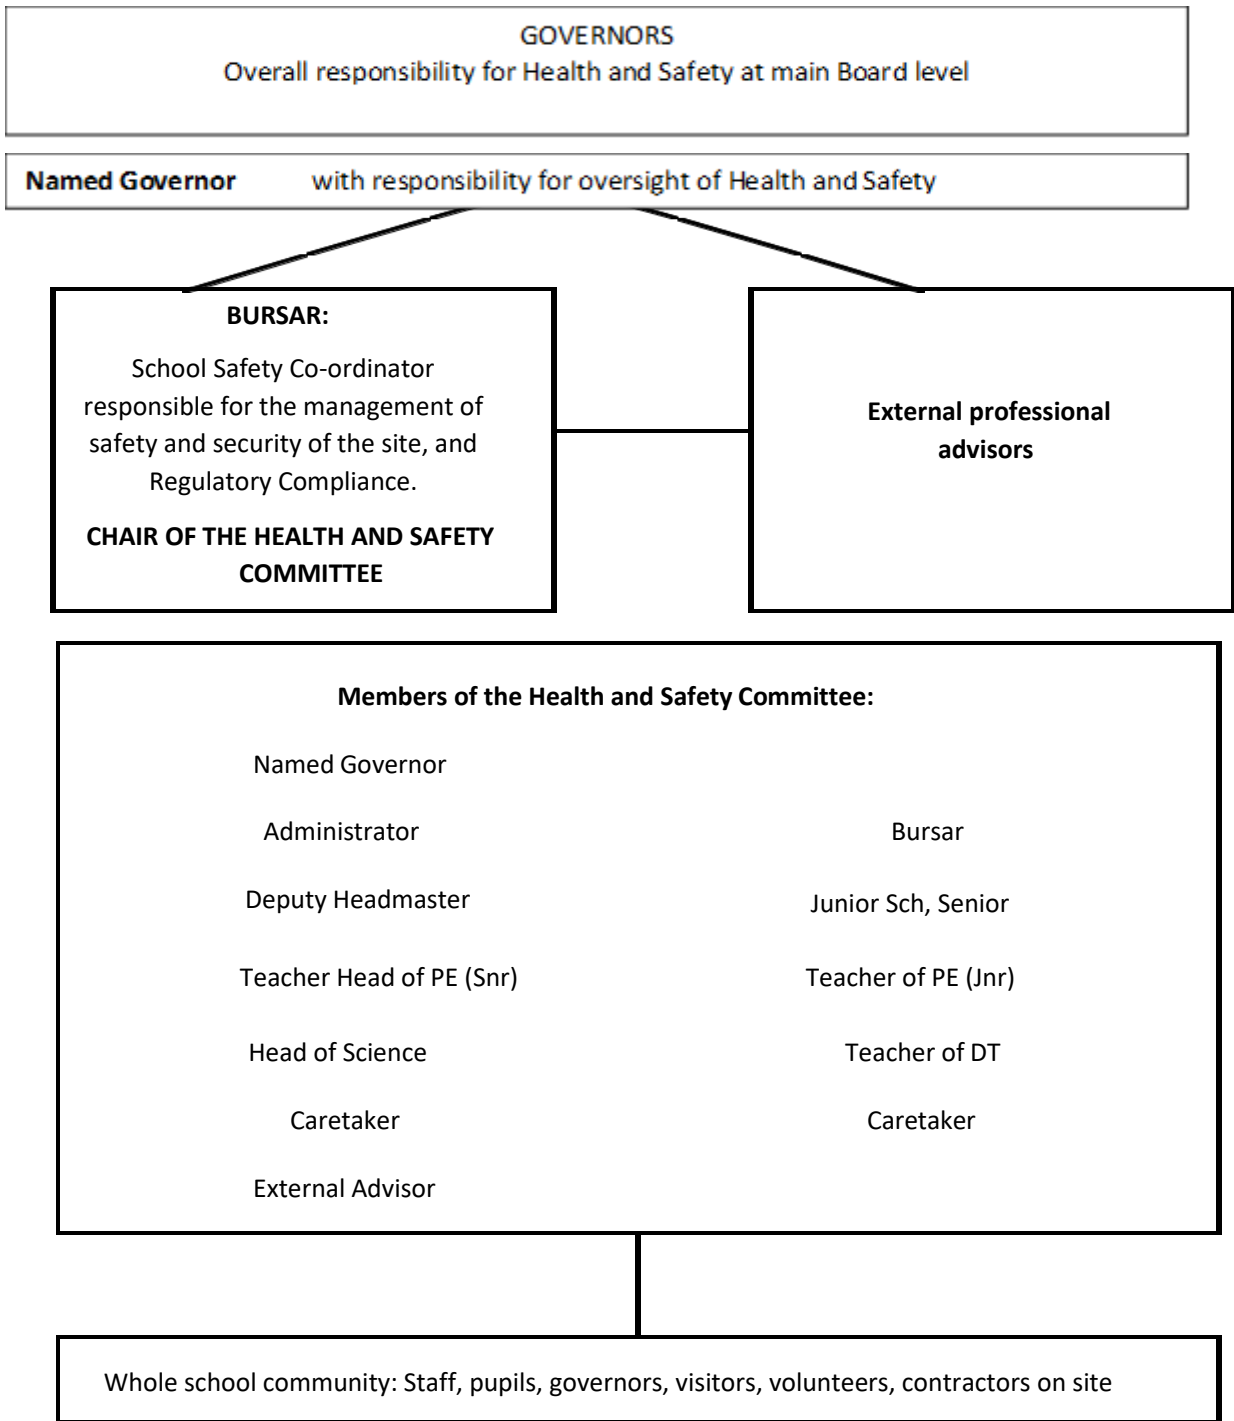 GOVERNORS
Overall responsibility for Health and Safety at main Board level
Named Governor with responsibility for oversight of Health and Safety
BURSAR:
School Safety Co-ordinator
responsible for the management of
safety and security of the site, and
Regulatory Compliance.
CHAIR OF THE HEALTH AND SAFETY
COMMITTEE
External professional
advisors
Members of the Health and Safety Committee:
Named Governor
Administrator Bursar
Deputy Headmaster Junior Sch, Senior
Teacher Head of PE (Snr) Teacher of PE (Jnr)
Head of Science Teacher of DT
Caretaker Caretaker
External Advisor
Whole school community: Staff, pupils, governors, visitors, volunteers, contractors on site